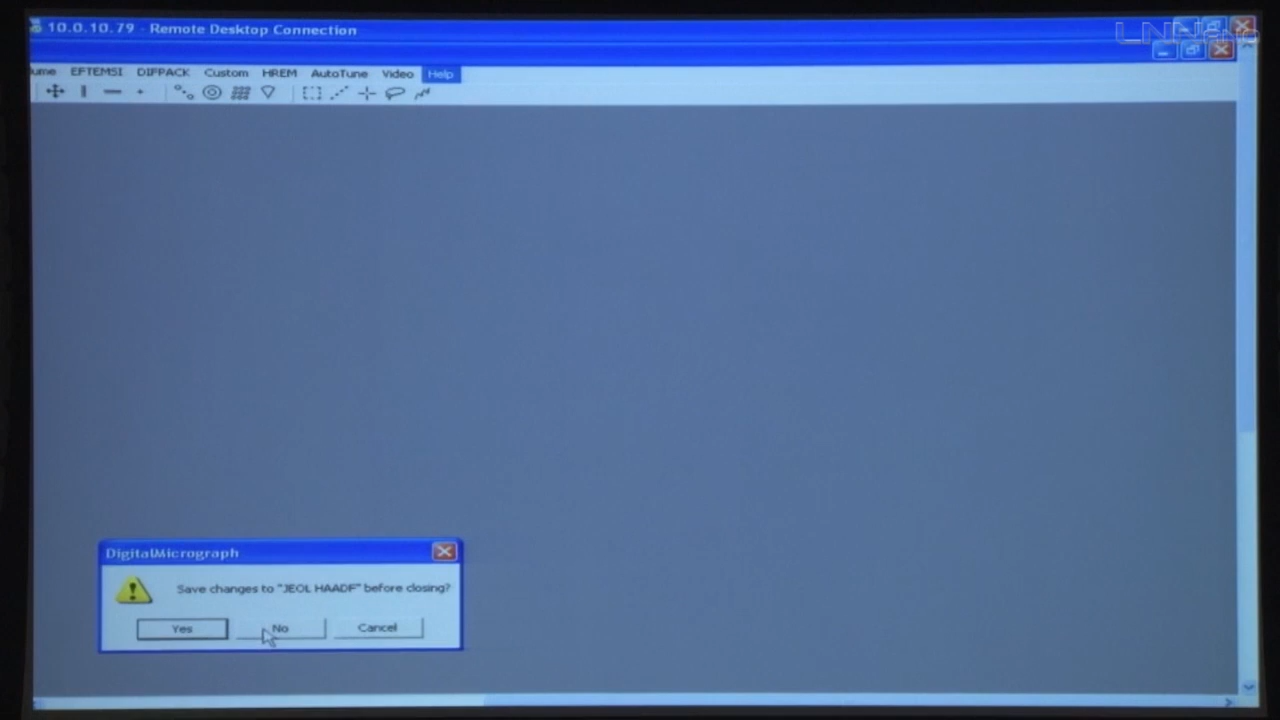 10.0.10.79 - Remote Desktop Connection
ume EFTEMSI DIFPACK Custom HREM AutoTune Video Help
DigitalMicrograph
Save changes to "JEOL HAADF" before closing?
Yes No Cancel